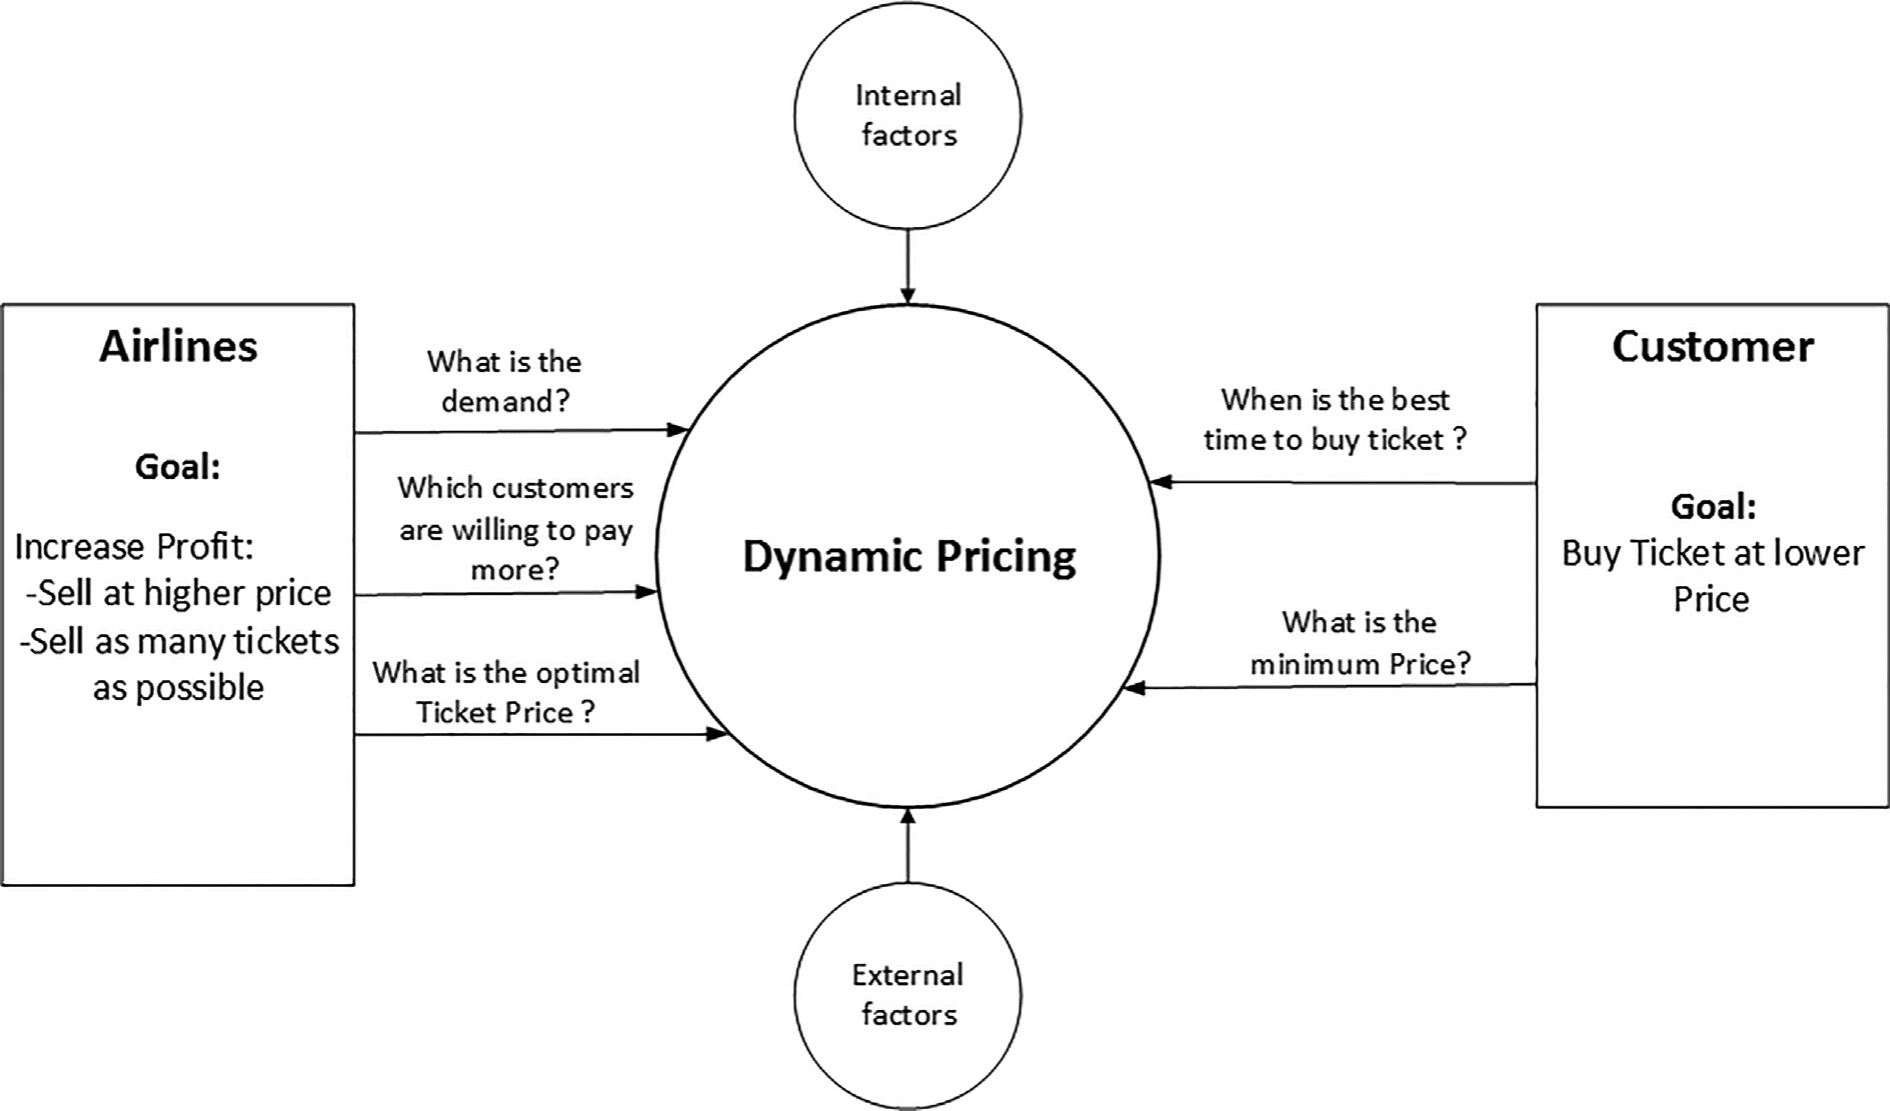 Internal
factors
Airlines
Goal:
Increase Profit:
-Sell at higher price
-Sell as many tickets
as possible
What is the
demand?
Which customers
are willing to pay
more?
What is the optimal
Ticket Price ?
Dynamic Pricing
When is the best
time to buy ticket ?
What is the
minimum Price?
Customer
Goal:
Buy Ticket at lower
Price
External
factors